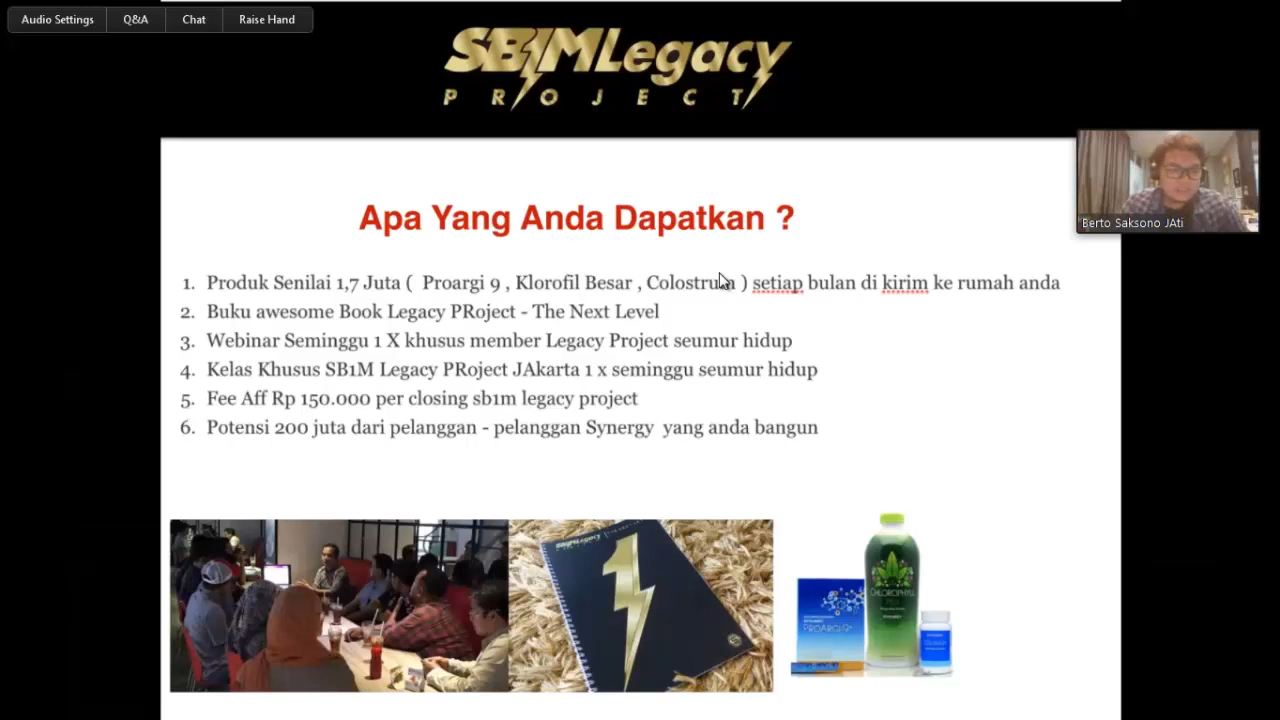 Audio Settings Q&A Chat Raise Hand
SB1M Legacy
PROJECT
Berto Saksono JAti
Apa Yang Anda Dapatkan ?
1. Produk Senilai 1,7 Juta ( Proargi 9 , Klorofil Besar , Colostrum ) setiap bulan di kirim ke rumah anda
2. Buku awesome Book Legacy PRoject - The Next Level
3. Webinar Seminggu 1 X khusus member Legacy Project seumur hidup
4. Kelas Khusus SB1M Legacy PRoject JAkarta 1 x seminggu seumur hidup
5. Fee Aff Rp 150.000 per closing sb1m legacy project
6. Potensi 200 juta dari pelanggan - pelanggan Synergy yang anda bangun
SB1MLegacy
1
CHLOROPHYLL
PROARGI-9+